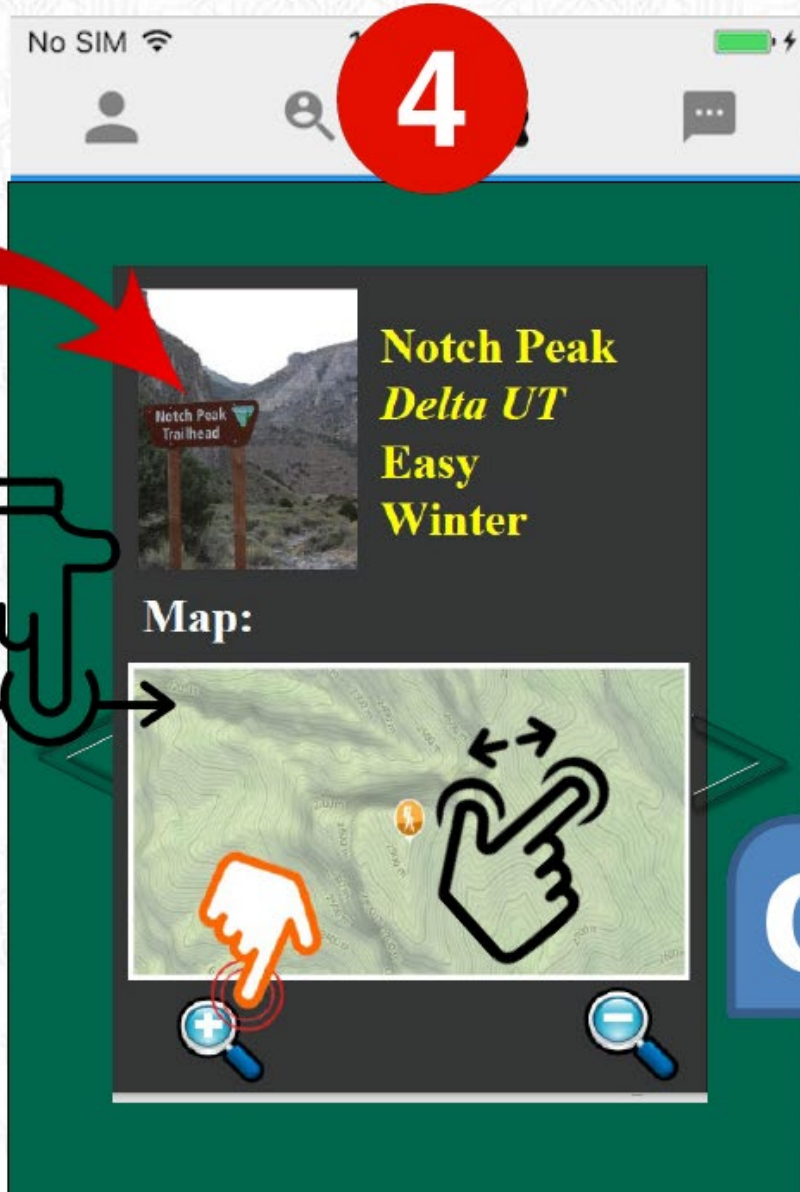 No SIM
4
Notch Peak
Delta UT
Easy
Winter
Notch Peak
Trailhead
Map: